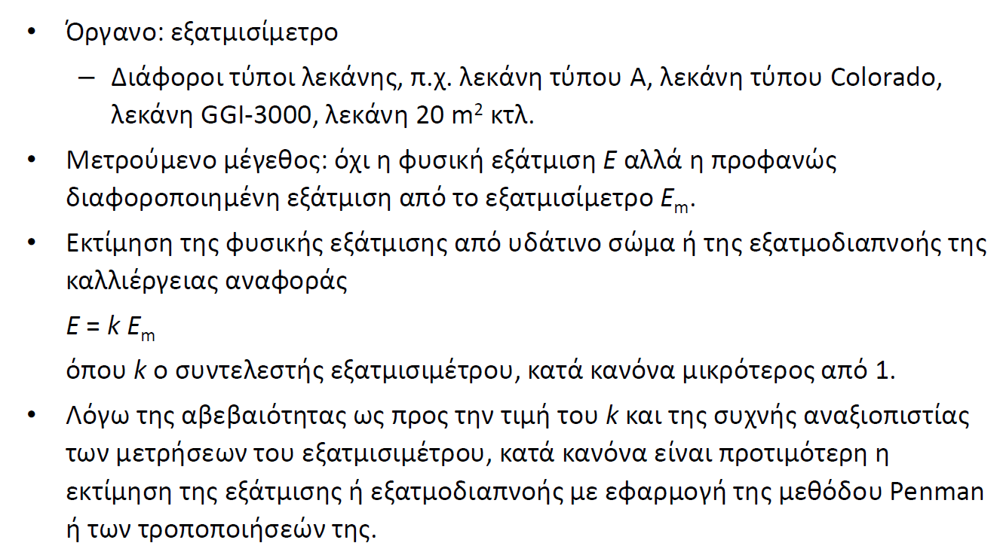 • Όργανο: εξατμισίμετρο
– Διάφοροι τύποι λεκάνης, π.χ. λεκάνη τύπου Α, λεκάνη τύπου Colorado,
λεκάνη GGI-3000, λεκάνη 20 m² κτλ.
• Μετρούμενο μέγεθος: όχι η φυσική εξάτμιση E αλλά η προφανώς
διαφοροποιημένη εξάτμιση από το εξατμισίμετρο Eₘ.
• Εκτίμηση της φυσικής εξάτμισης από υδάτινο σώμα ή της εξατμοδιαπνοής της
καλλιέργειας αναφοράς
E = k Eₘ
όπου k ο συντελεστής εξατμισιμέτρου, κατά κανόνα μικρότερος από 1.
• Λόγω της αβεβαιότητας ως προς την τιμή του k και της συχνής αναξιοπιστίας
των μετρήσεων του εξατμισιμέτρου, κατά κανόνα είναι προτιμότερη η
εκτίμηση της εξάτμισης ή εξατμοδιαπνοής με εφαρμογή της μεθόδου Penman
ή των τροποποιήσεών της.